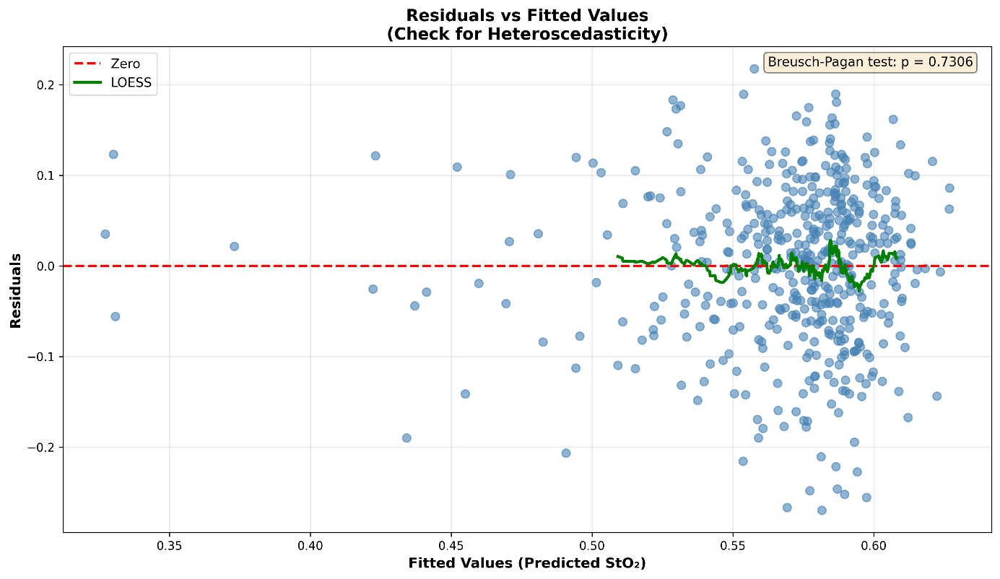 Residuals vs Fitted Values
(Check for Heteroscedasticity)
Zero
LOESS
Breusch-Pagan test: p = 0.7306
Residuals
0.2
0.1
0.0
−0.1
−0.2
0.35
0.40
0.45
0.50
0.55
0.60
Fitted Values (Predicted StO₂)